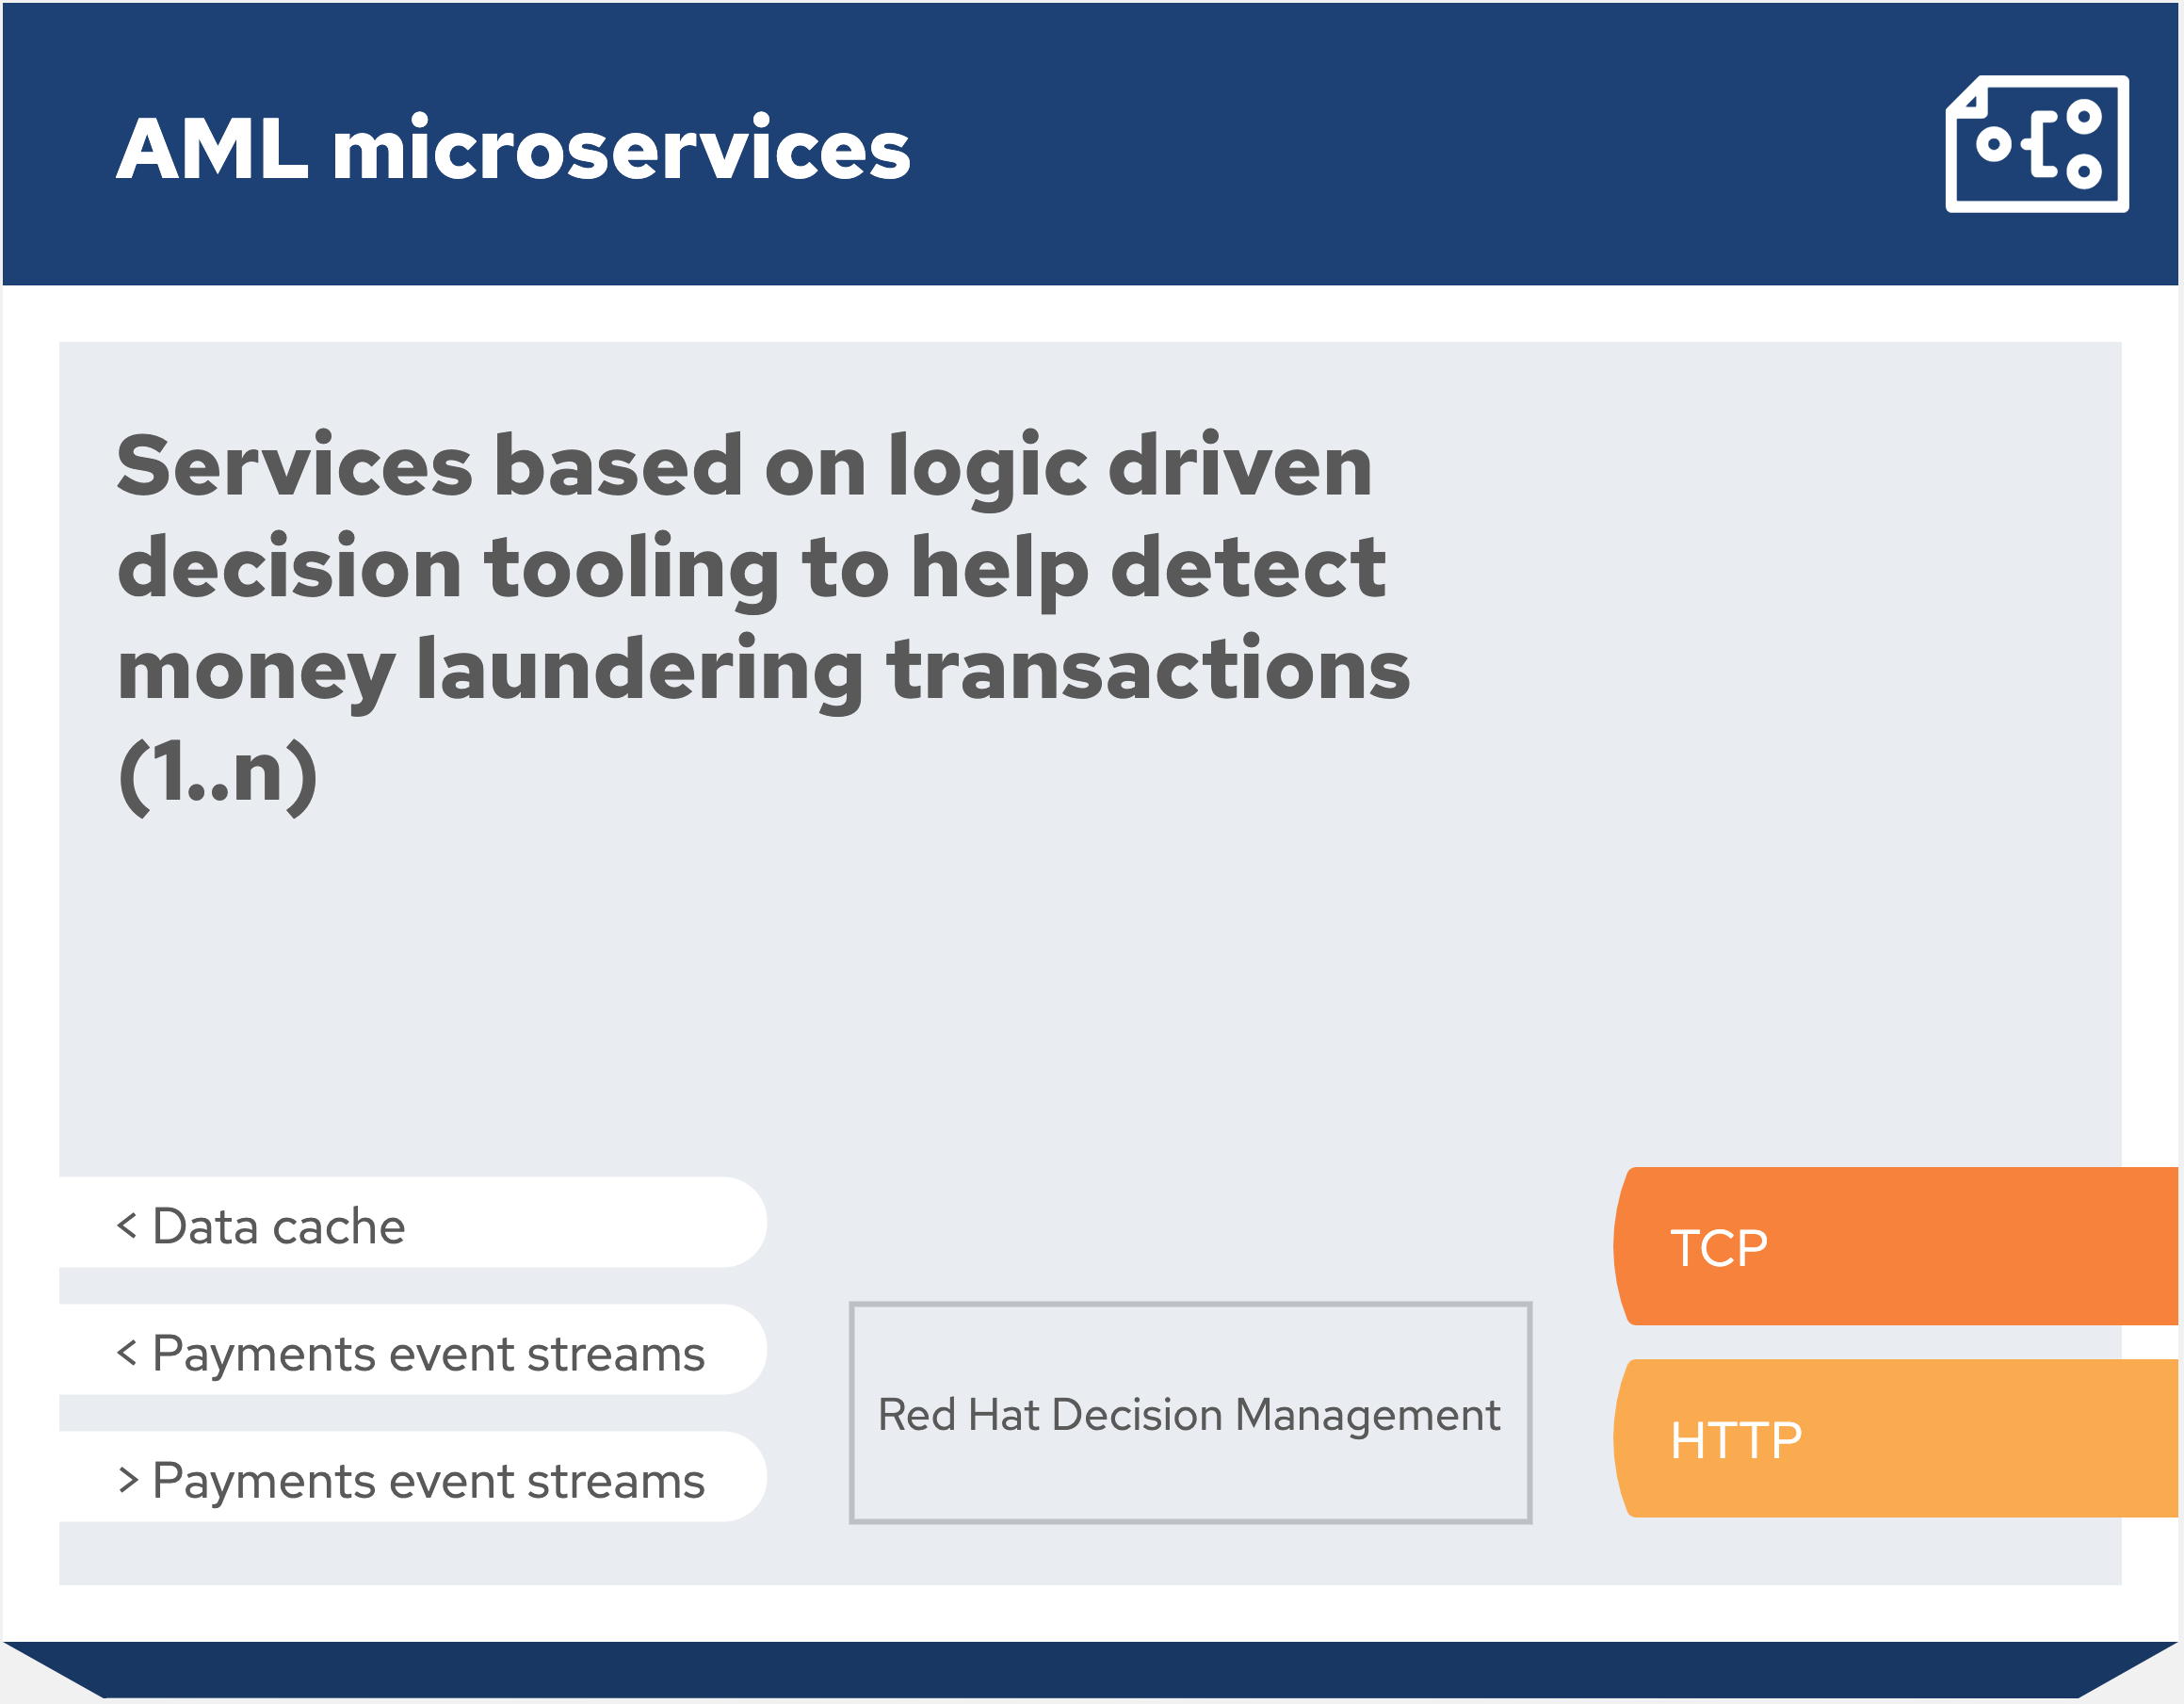 AML microservices
Services based on logic driven
decision tooling to help detect
money laundering transactions
(1..n)
< Data cache
< Payments event streams
> Payments event streams
Red Hat Decision Management
TCP
HTTP